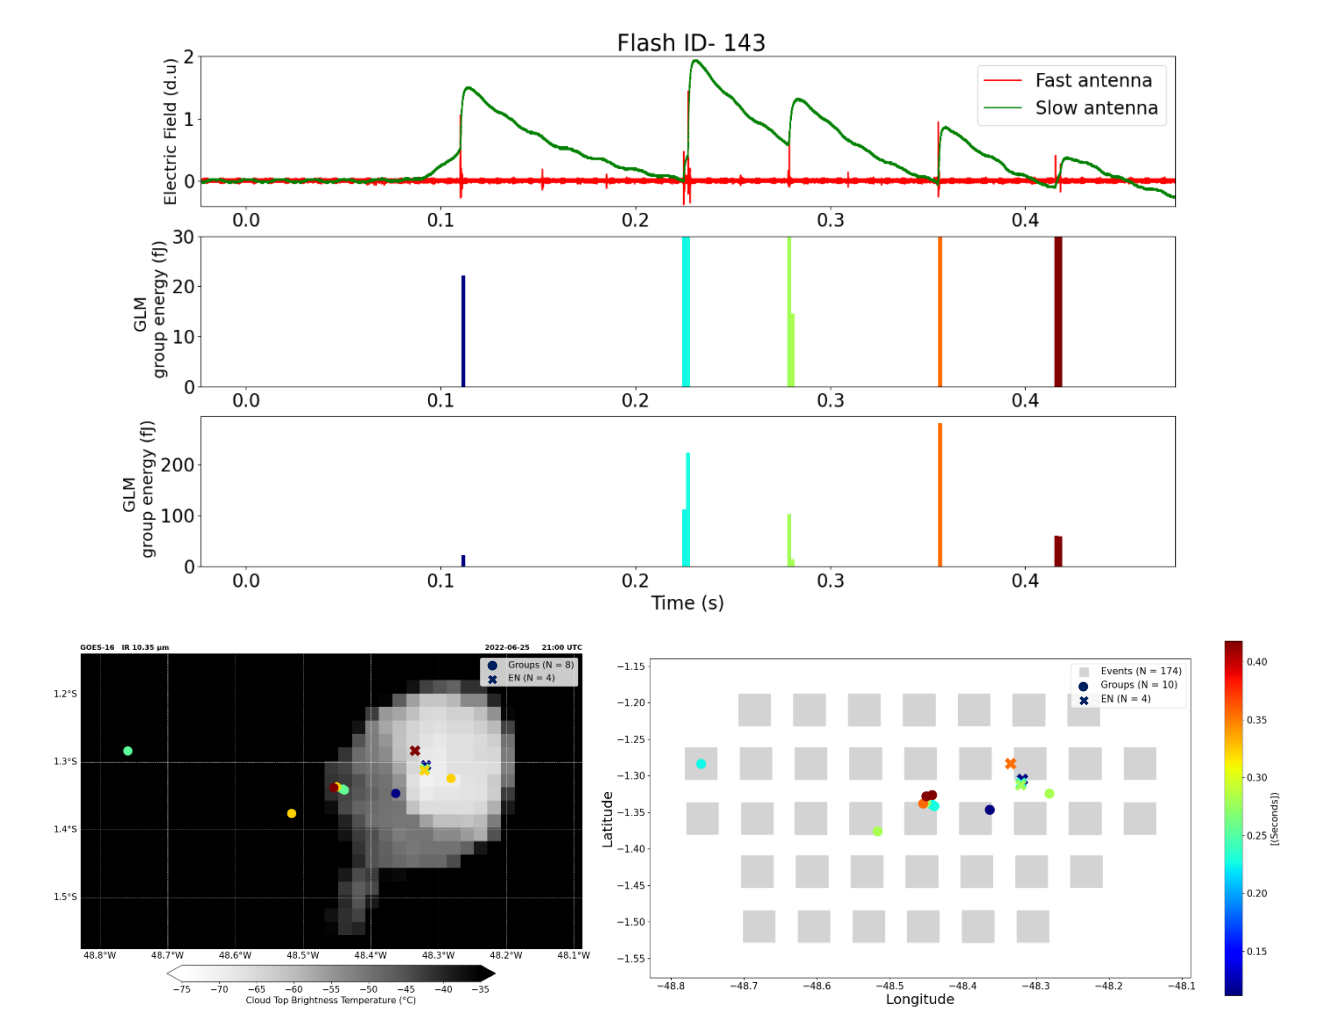 Flash ID- 143
Electric Field (d.u)
2
1
0
Fast antenna
Slow antenna
0.0 0.1 0.2 0.3 0.4
GLM
group energy (fJ)
30
20
10
0
0.0 0.1 0.2 0.3 0.4
GLM
group energy (fJ)
200
100
0
0.0 0.1 0.2 0.3 0.4
Time (s)
GOES-16 IR 10.35 µm 2022-06-25 21:00 UTC
Groups (N = 8)
EN (N = 4)
1.2°S
1.3°S
1.4°S
1.5°S
48.8°W 48.7°W 48.6°W 48.5°W 48.4°W 48.3°W 48.2°W 48.1°W
−75 −70 −65 −60 −55 −50 −45 −40 −35
Cloud Top Brightness Temperature (°C)
Latitude
−1.15
−1.20
−1.25
−1.30
−1.35
−1.40
−1.45
−1.50
−1.55
Events (N = 174)
Groups (N = 10)
EN (N = 4)
−48.8 −48.7 −48.6 −48.5 −48.4 −48.3 −48.2 −48.1
Longitude
0.40
0.35
0.30
0.25
0.20
0.15
[(Seconds])